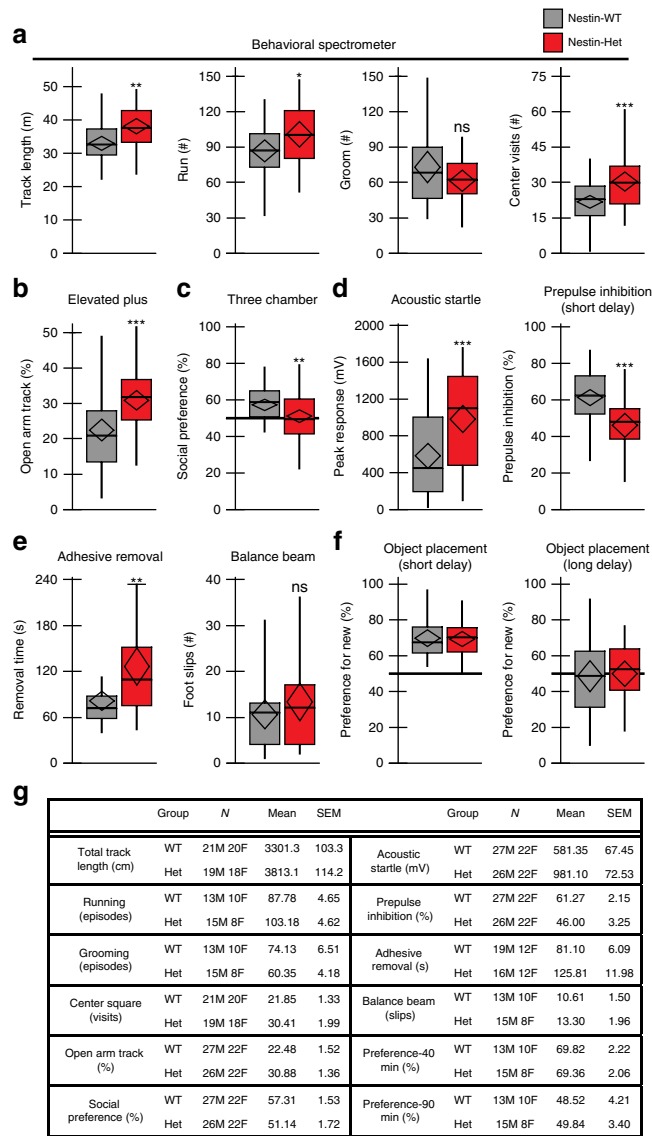 Nestin-WT
Nestin-Het
a
Behavioral spectrometer
Track length (m)
50
40
30
20
10
0
**
Run (#)
150
120
90
60
30
0
*
Groom (#)
150
120
90
60
30
0
ns
Center visits (#)
75
60
45
30
15
0
***
b
Elevated plus
Open arm track (%)
50
40
30
20
10
0
***
c
Three chamber
Social preference (%)
100
80
60
40
20
0
**
d
Acoustic startle
Peak response (mV)
2000
1600
1200
800
400
0
***
Prepulse inhibition
(short delay)
Prepulse inhibition (%)
100
80
60
40
20
0
***
e
Adhesive removal
Removal time (s)
240
180
120
60
0
**
Balance beam
Foot slips (#)
40
30
20
10
0
ns
f
Object placement
(short delay)
Preference for new (%)
100
80
60
40
20
0
Object placement
(long delay)
Preference for new (%)
100
80
60
40
20
0
g
Group N Mean SEM Group N Mean SEM
Total track length (cm) WT 21M 20F 3301.3 103.3 Acoustic startle (mV) WT 27M 22F 581.35 67.45
Het 19M 18F 3813.1 114.2 Het 26M 22F 981.10 72.53
Running (episodes) WT 13M 10F 87.78 4.65 Prepulse inhibition (%) WT 27M 22F 61.27 2.15
Het 15M 8F 103.18 4.62 Het 26M 22F 46.00 3.25
Grooming (episodes) WT 13M 10F 74.13 6.51 Adhesive removal (s) WT 19M 12F 81.10 6.09
Het 15M 8F 60.35 4.18 Het 16M 12F 125.81 11.98
Center square (visits) WT 21M 20F 21.85 1.33 Balance beam (slips) WT 13M 10F 10.61 1.50
Het 19M 18F 30.41 1.99 Het 15M 8F 13.30 1.96
Open arm track (%) WT 27M 22F 22.48 1.52 Preference-40 min (%) WT 13M 10F 69.82 2.22
Het 26M 22F 30.88 1.36 Het 15M 8F 69.36 2.06
Social preference (%) WT 27M 22F 57.31 1.53 Preference-90 min (%) WT 13M 10F 48.52 4.21
Het 26M 22F 51.14 1.72 Het 15M 8F 49.84 3.40